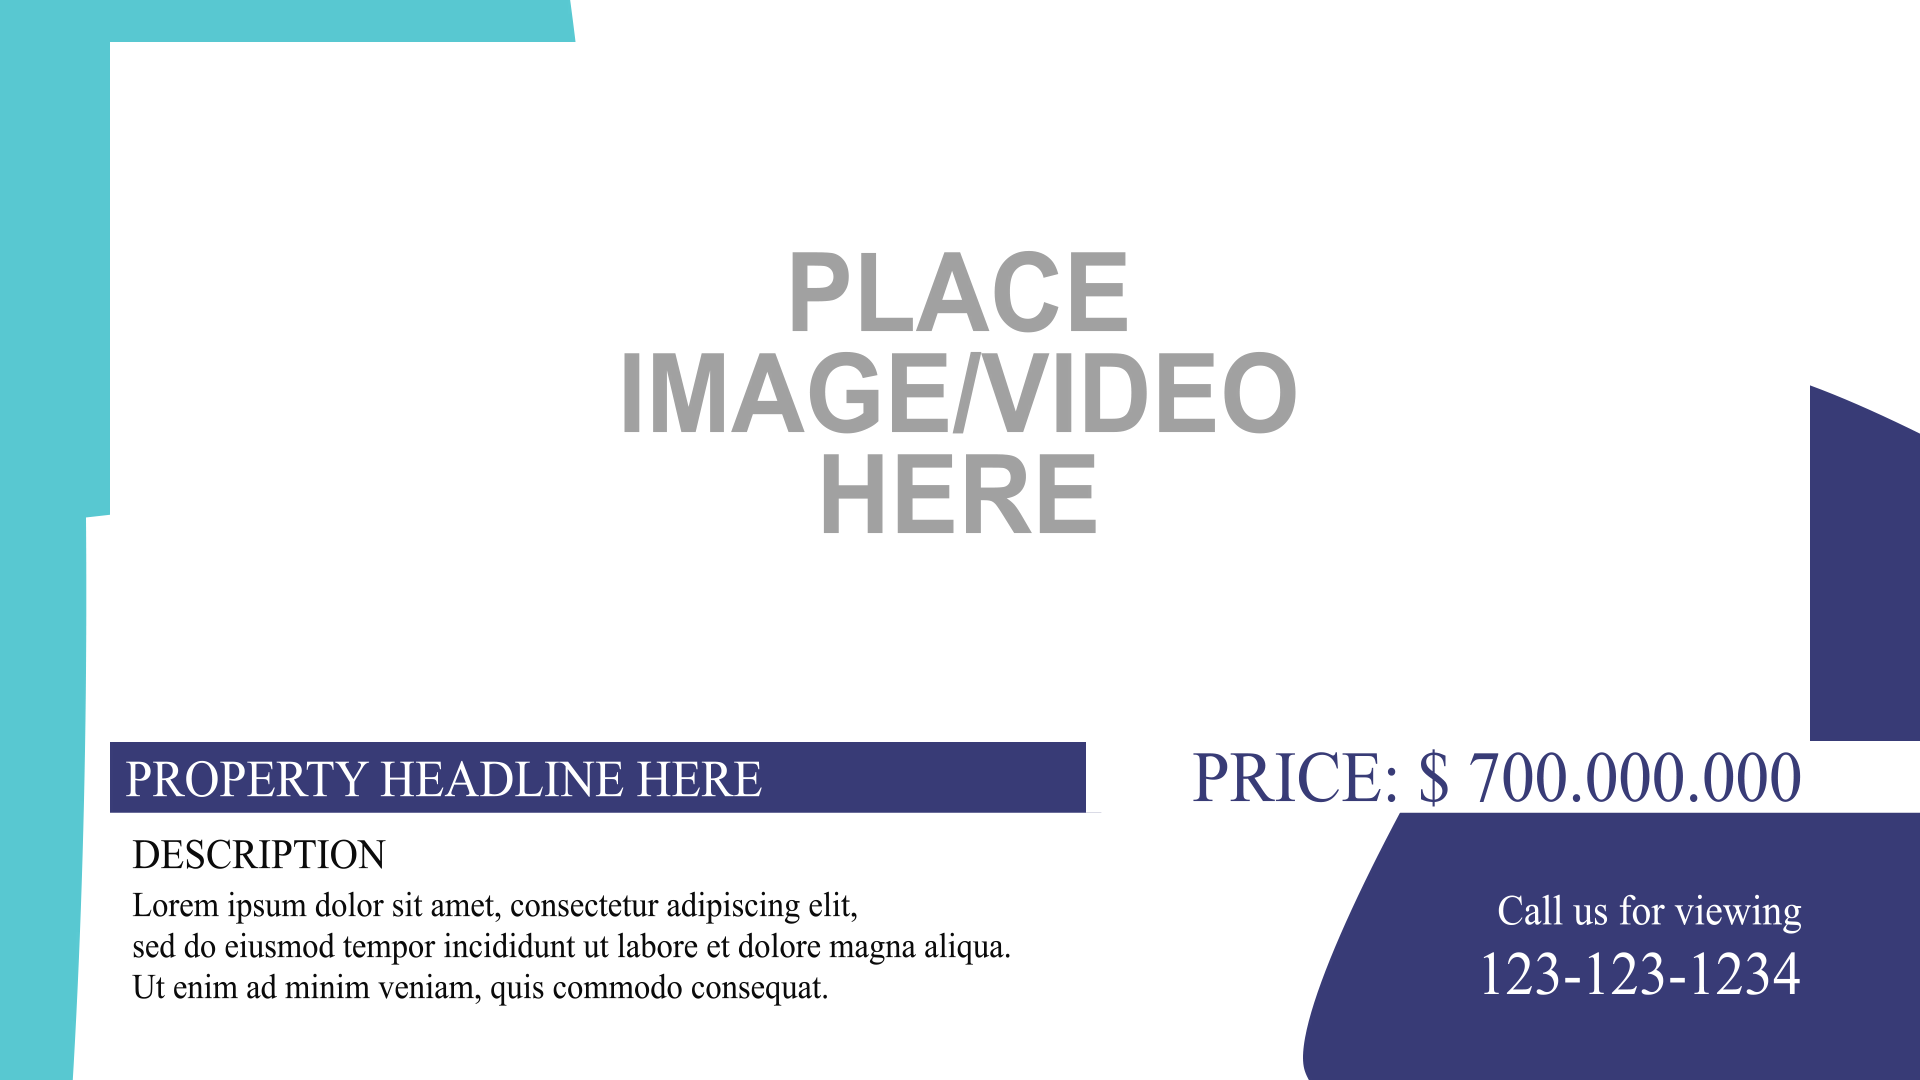 PLACE
IMAGE/VIDEO
HERE
PROPERTY HEADLINE HERE
PRICE: $ 700.000.000
DESCRIPTION
Lorem ipsum dolor sit amet, consectetur adipiscing elit,
sed do eiusmod tempor incididunt ut labore et dolore magna aliqua.
Ut enim ad minim veniam, quis commodo consequat.
Call us for viewing
123-123-1234